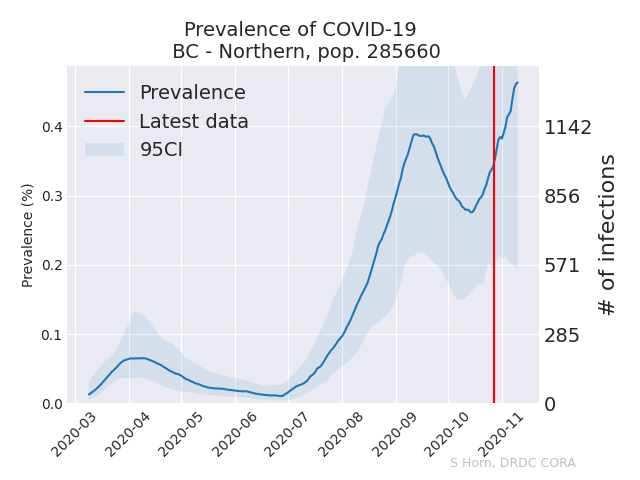 Prevalence of COVID-19
BC - Northern, pop. 285660
Prevalence
Latest data
95CI
Prevalence (%)
0.4
0.3
0.2
0.1
0.0
1142
856
571
285
0
# of infections
2020-03
2020-04
2020-05
2020-06
2020-07
2020-08
2020-09
2020-10
2020-11
S Horn, DRDC CORA